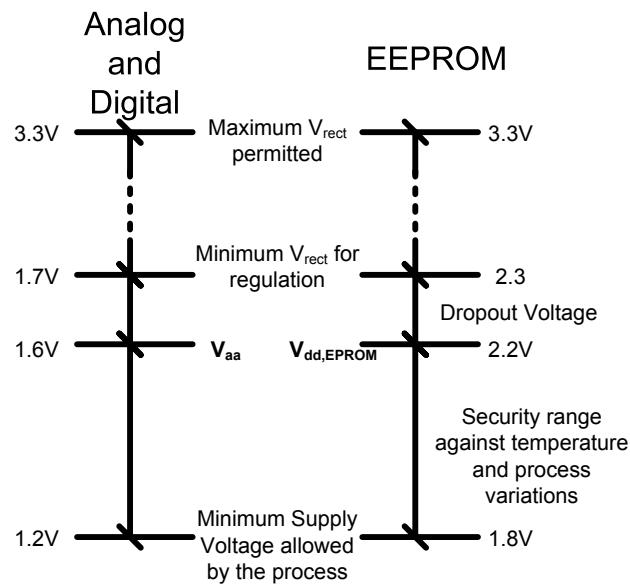 Analog
and
Digital
EEPROM
3.3V
Maximum Vrect
permitted
3.3V
1.7V
Minimum Vrect for
regulation
2.3
Dropout Voltage
1.6V
Vaa
Vdd,EPROM
2.2V
Security range
against temperature
and process
variations
1.2V
Minimum Supply
Voltage allowed
by the process
1.8V